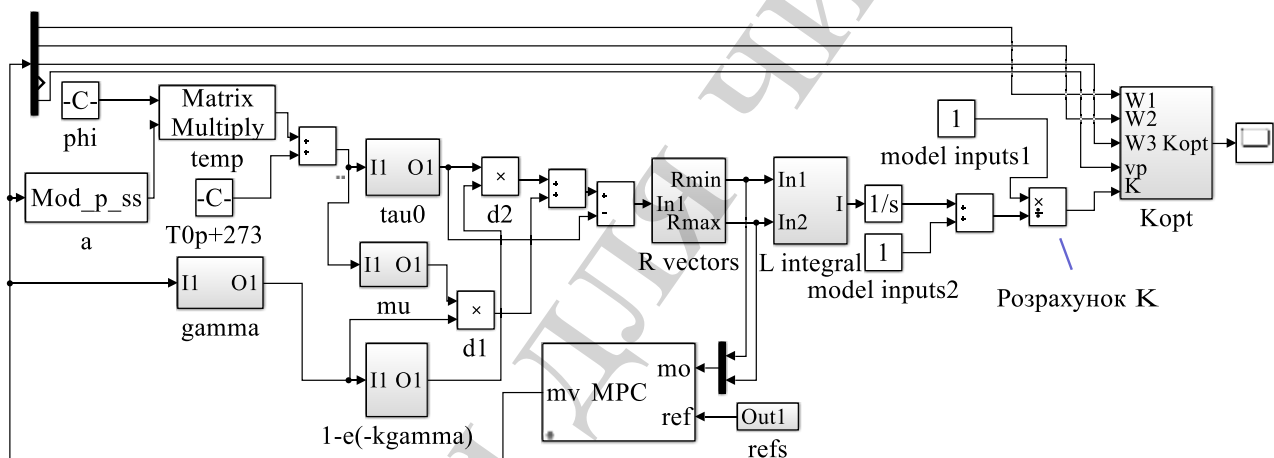 -C-
phi
Matrix
Multiply
temp
Mod_p_ss
a
-C-
T0p+273
I1 O1
gamma
I1 O1
tau0
I1 O1
mu
I1 O1
1-e(-kgamma)
×
d2
×
d1
+
+
+
+
+
-
In1
Rmin
Rmax
R vectors
In1
In2
I
L integral
1/s
1
model inputs2
1
model inputs1
+
+
×
÷
Розрахунок К
W1
W2
W3 Kopt
vp
K
Kopt
mv MPC
mo
ref
Out1
refs
ДЛЯ ЧИ